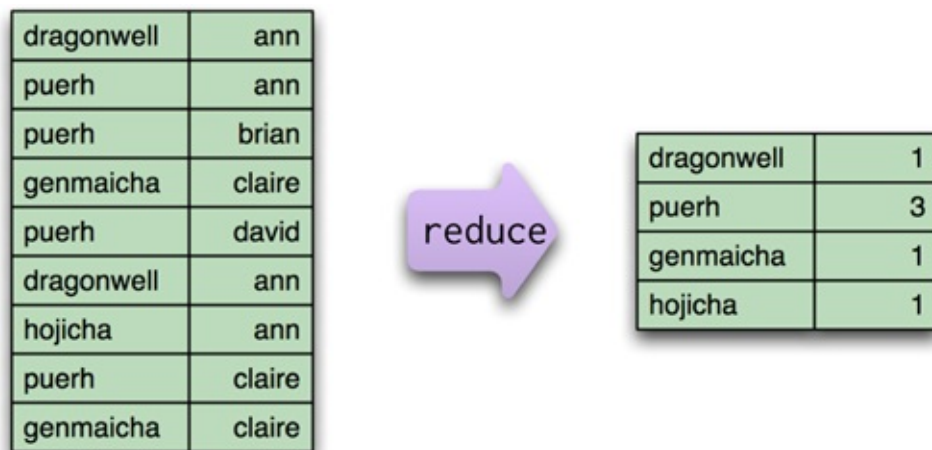 dragonwell ann
puerh ann
puerh brian
genmaicha claire
puerh david
dragonwell ann
hojicha ann
puerh claire
genmaicha claire
reduce
dragonwell 1
puerh 3
genmaicha 1
hojicha 1